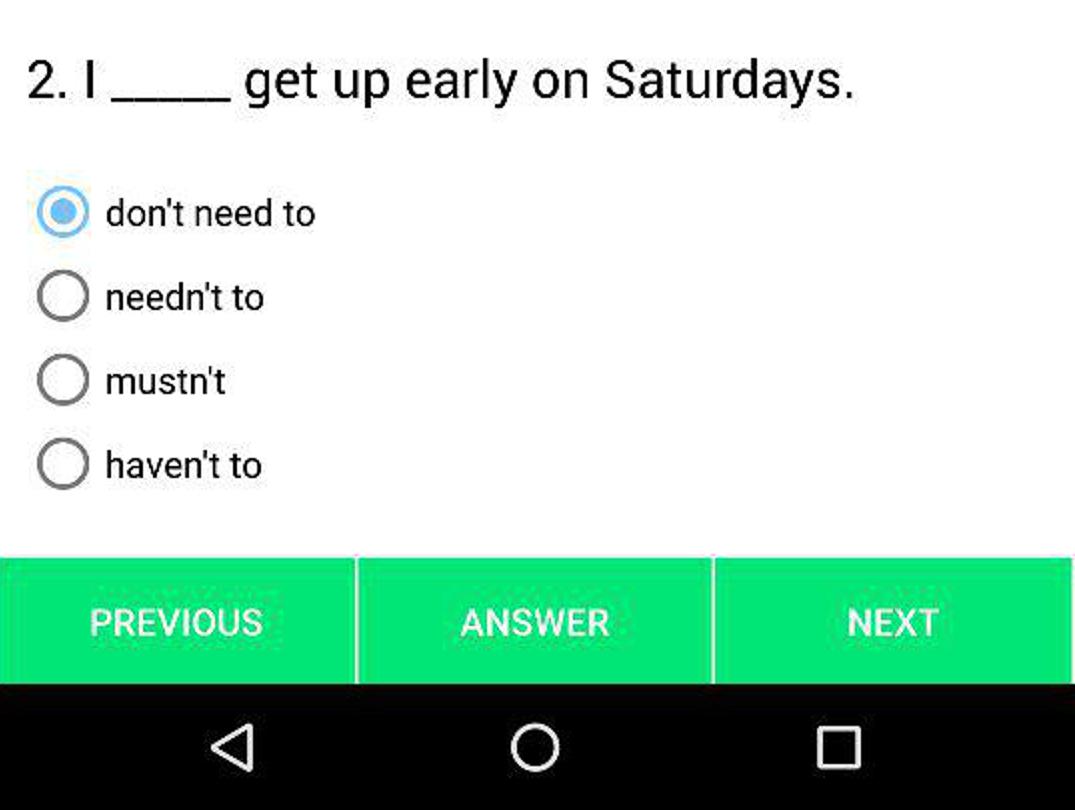 2. I _____ get up early on Saturdays.
don't need to
needn't to
mustn't
haven't to
PREVIOUS
ANSWER
NEXT